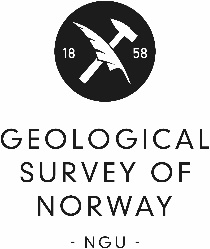 18 58
GEOLOGICAL
SURVEY OF
NORWAY
- NGU -